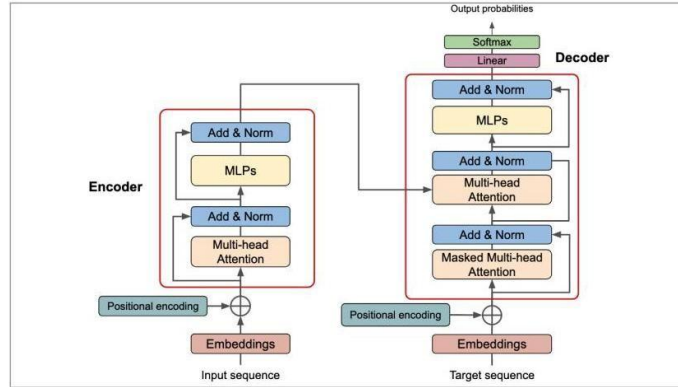 Output probabilities
Softmax
Linear
Decoder
Add & Norm
MLPs
Add & Norm
Multi-head
Attention
Add & Norm
Masked Multi-head
Attention
Positional encoding
Embeddings
Target sequence
Encoder
Add & Norm
MLPs
Add & Norm
Multi-head
Attention
Positional encoding
Embeddings
Input sequence